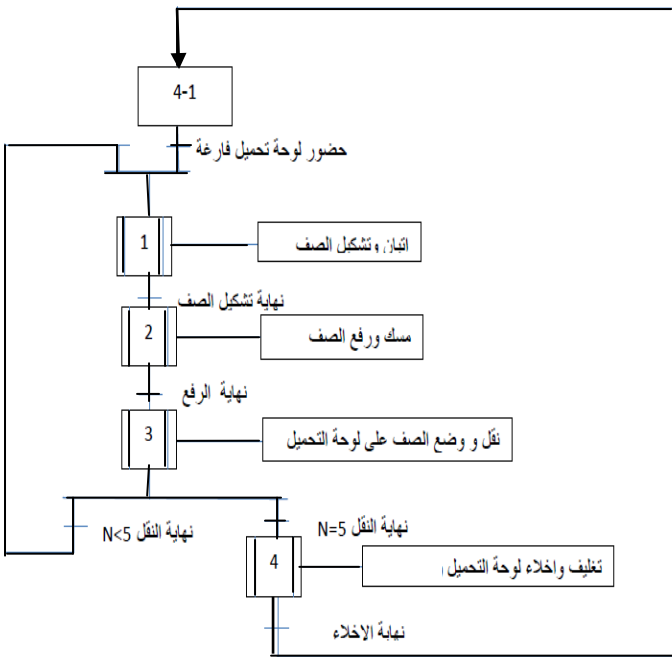 4-1
حضور لوحة تحميل فارغة
1
اتيان وتشكيل الصف
نهاية تشكيل الصف
2
مسك ورفع الصف
نهاية الرفع
3
نقل و وضع الصف على لوحة التحميل
نهاية النقل N<5
نهاية النقل N=5
4
تغليف واخلاء لوحة التحميل
نهاية الاخلاء